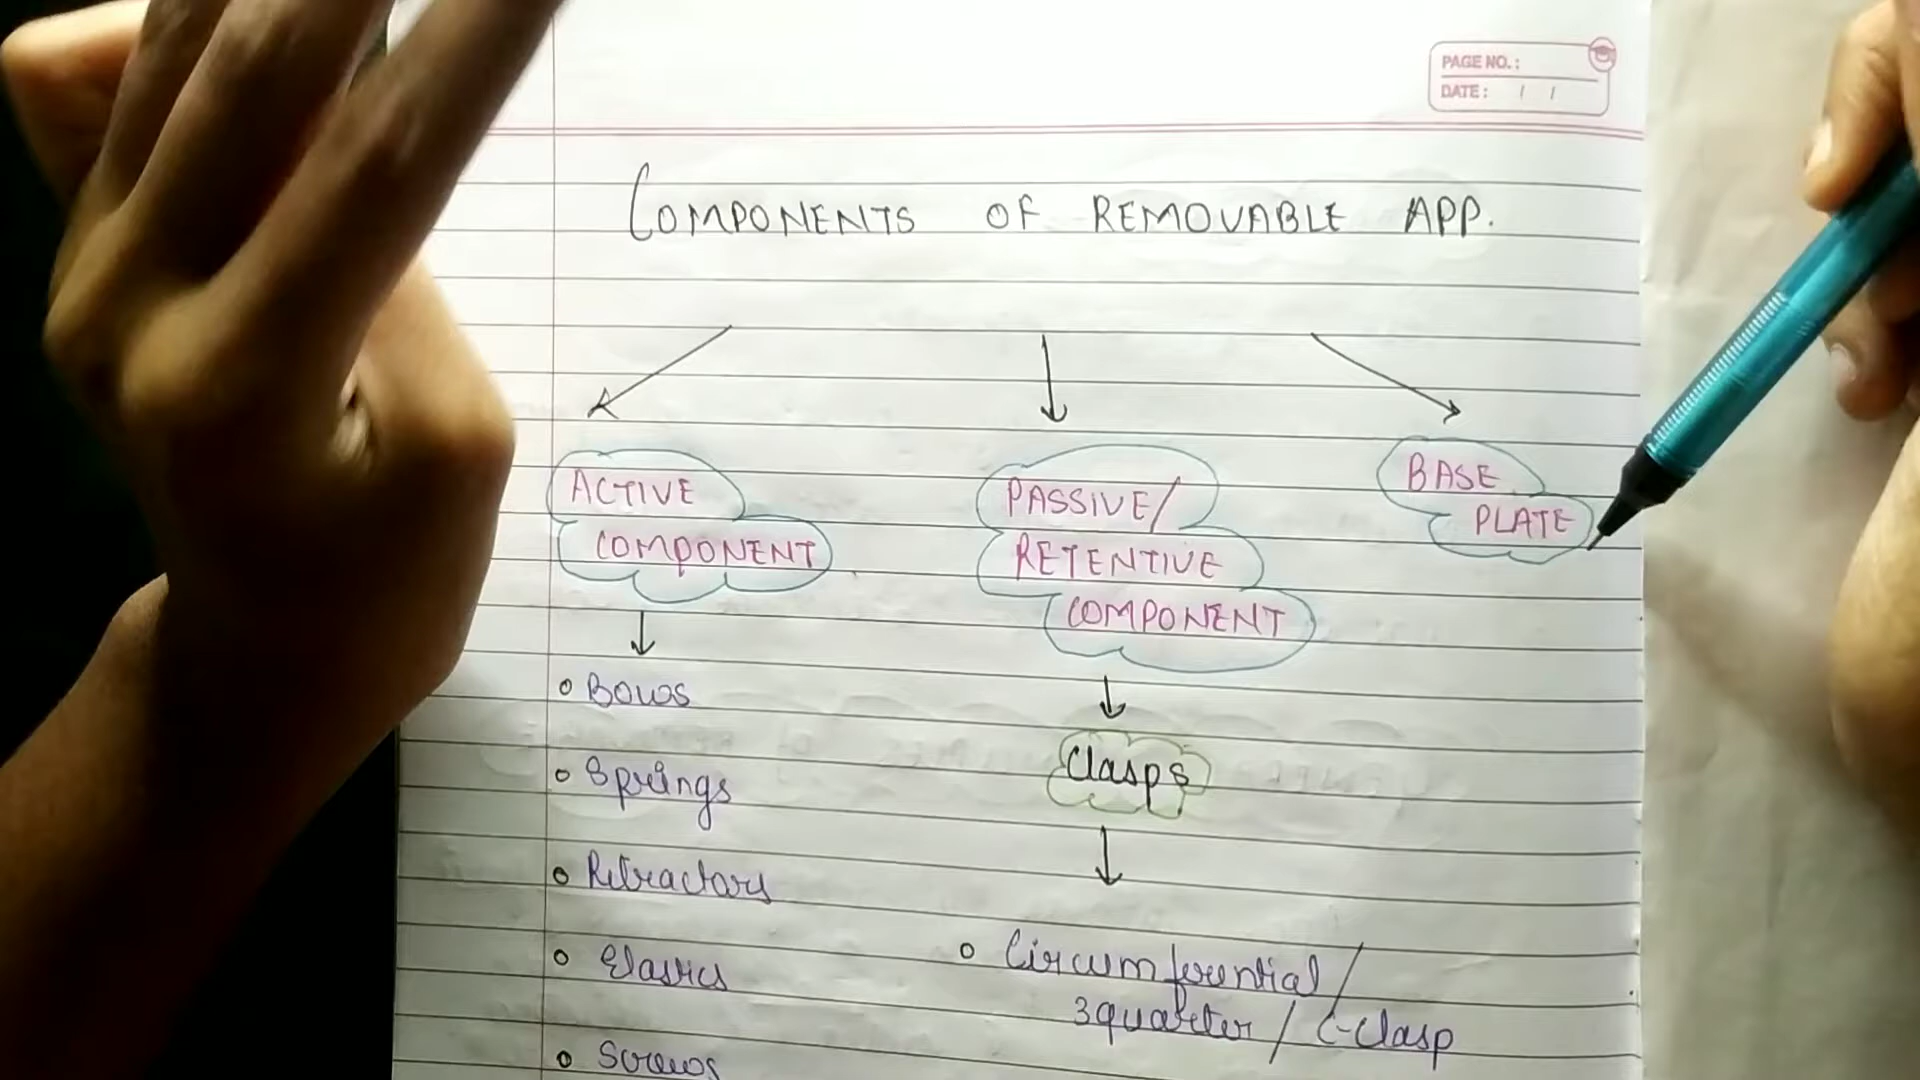 PAGE NO.:
DATE: / /
COMPONENTS OF REMOVABLE APP.
ACTIVE
COMPONENT
• Bows
• Springs
• Retractors
• Elastics
• Screws
PASSIVE/
RETENTIVE
COMPONENT
Clasps
• Circumferential/
3quarter/C-Clasp
BASE
PLATE